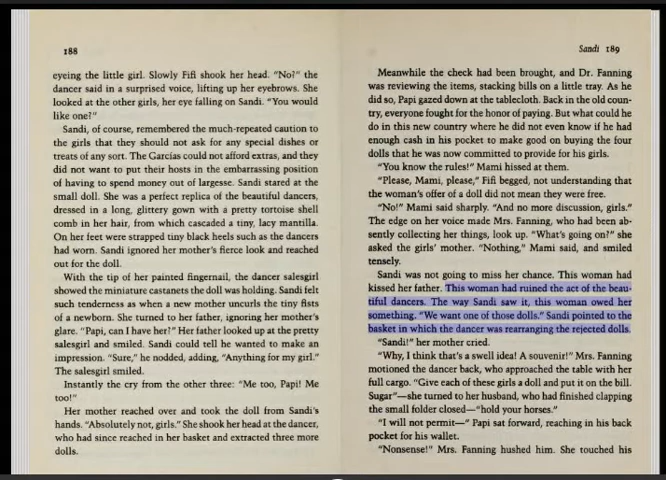 188
eyeing the little girl. Slowly Fifi shook her head. "No?" the
dancer said in a surprised voice, lifting up her eyebrows. She
looked at the other girls, her eye falling on Sandi. "You would
like one?"
Sandi, of course, remembered the much-repeated caution to
the girls that they should not ask for any special dishes or
treats of any sort. The Garcías could not afford extras, and they
did not want to put their hosts in the embarrassing position
of having to spend money out of largesse. Sandi stared at the
small doll. She was a perfect replica of the beautiful dancers,
dressed in a long, glittery gown with a pretty tortoise shell
comb in her hair, from which cascaded a tiny, lacy mantilla.
On her feet were strapped tiny black heels such as the dancers
had worn. Sandi ignored her mother's fierce look and reached
out for the doll.
With the tip of her painted fingernail, the dancer salesgirl
showed the miniature castanets the doll was holding. Sandi felt
such tenderness as when a new mother uncurls the tiny fists
of a newborn. She turned to her father, ignoring her mother's
glare. "Papi, can I have her?" Her father looked up at the pretty
salesgirl and smiled. Sandi could tell he wanted to make an
impression. "Sure," he nodded, adding, "Anything for my girl."
The salesgirl smiled.
Instantly the cry from the other three: "Me too, Papi! Me
too!"
Her mother reached over and took the doll from Sandi's
hands. "Absolutely not, girls." She shook her head at the dancer,
who had since reached in her basket and extracted three more
dolls.
Sandi 189
Meanwhile the check had been brought, and Dr. Fanning
was reviewing the items, stacking bills on a little tray. As he
did so, Papi gazed down at the tablecloth. Back in the old coun-
try, everyone fought for the honor of paying. But what could he
do in this new country where he did not even know if he had
enough cash in his pocket to make good on buying the four
dolls that he was now committed to provide for his girls.
"You know the rules!" Mami hissed at them.
"Please, Mami, please," Fifi begged, not understanding that
the woman's offer of a doll did not mean they were free.
"No!" Mami said sharply. "And no more discussion, girls."
The edge on her voice made Mrs. Fanning, who had been ab-
sently collecting her things, look up. "What's going on?" she
asked the girls' mother. "Nothing," Mami said, and smiled
tensely.
Sandi was not going to miss her chance. This woman had
kissed her father. This woman had ruined the act of the beau-
tiful dancers. The way Sandi saw it, this woman owed her
something. "We want one of those dolls." Sandi pointed to the
basket in which the dancer was rearranging the rejected dolls.
"Sandi!" her mother cried.
"Why, I think that's a swell idea! A souvenir!" Mrs. Fanning
motioned the dancer back, who approached the table with her
full cargo. "Give each of these girls a doll and put it on the bill.
Sugar"—she turned to her husband, who had finished clapping
the small folder closed—"hold your horses."
"I will not permit—" Papi sat forward, reaching in his back
pocket for his wallet.
"Nonsense!" Mrs. Fanning hushed him. She touched his